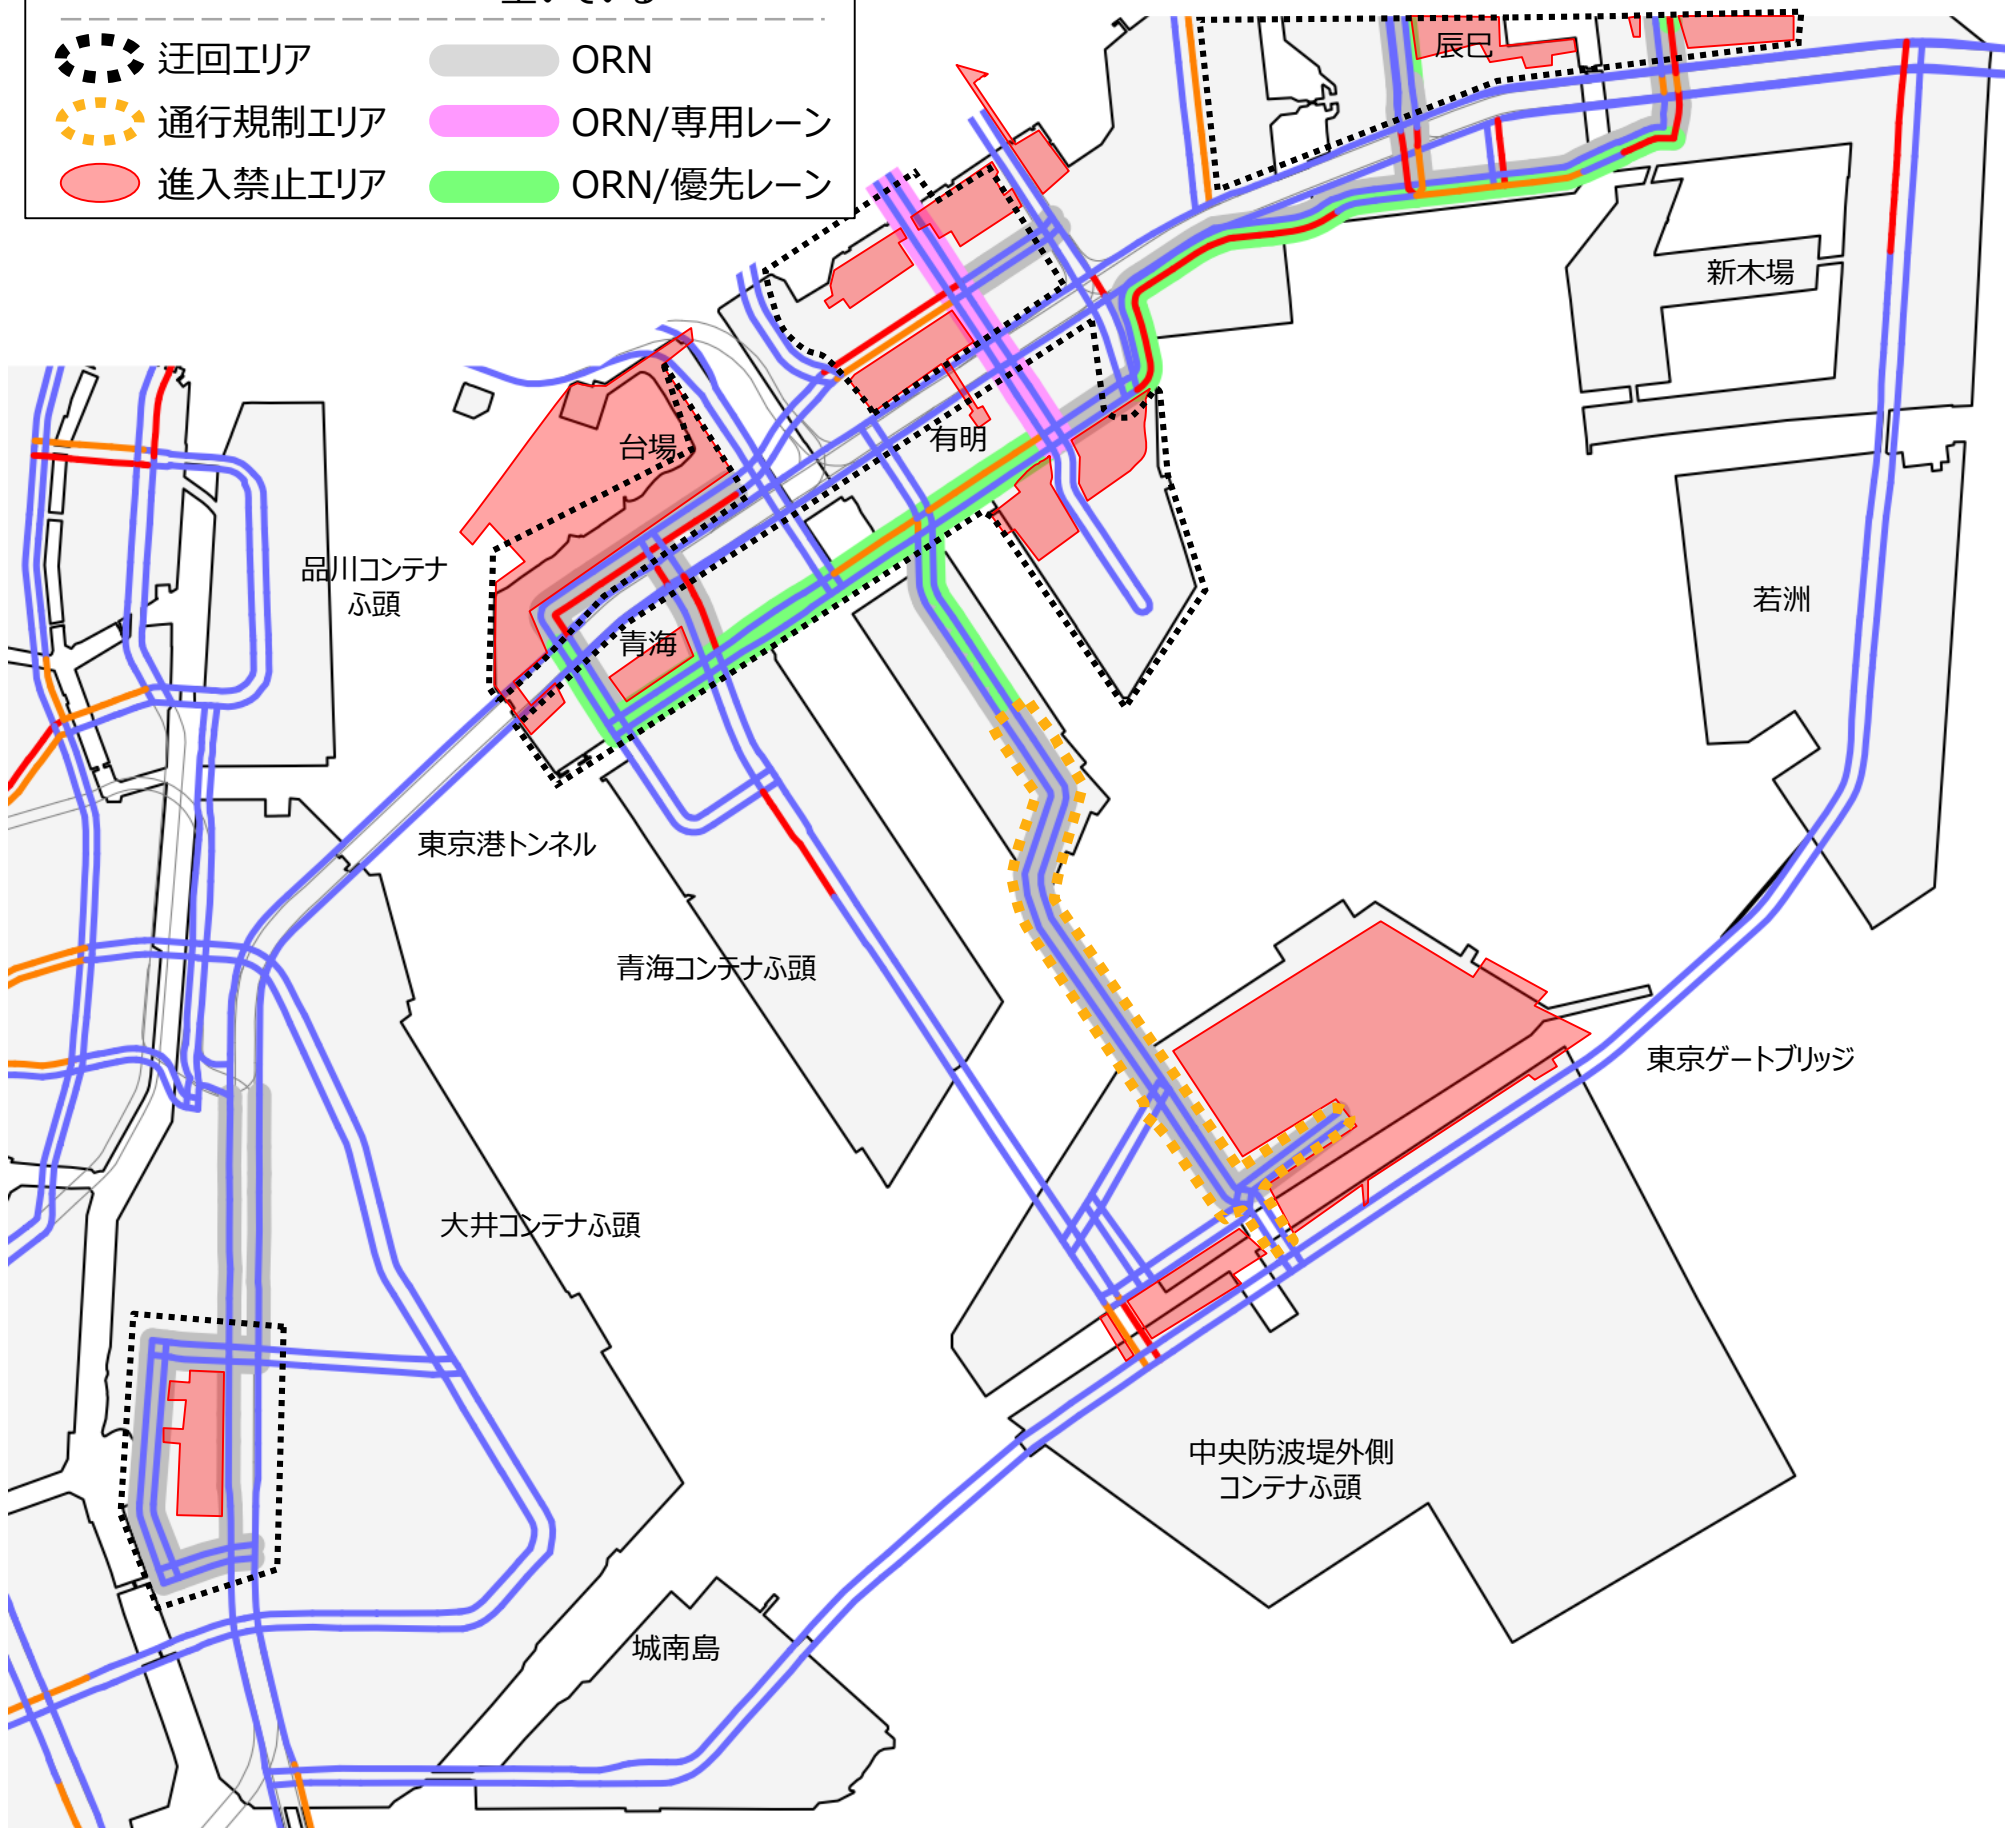 空いている
迂回エリア
ORN
通行規制エリア
ORN/専用レーン
進入禁止エリア
ORN/優先レーン
辰巳
新木場
有明
台場
品川コンテナ
ふ頭
青海
若洲
東京港トンネル
青海コンテナふ頭
東京ゲートブリッジ
大井コンテナふ頭
中央防波堤外側
コンテナふ頭
城南島